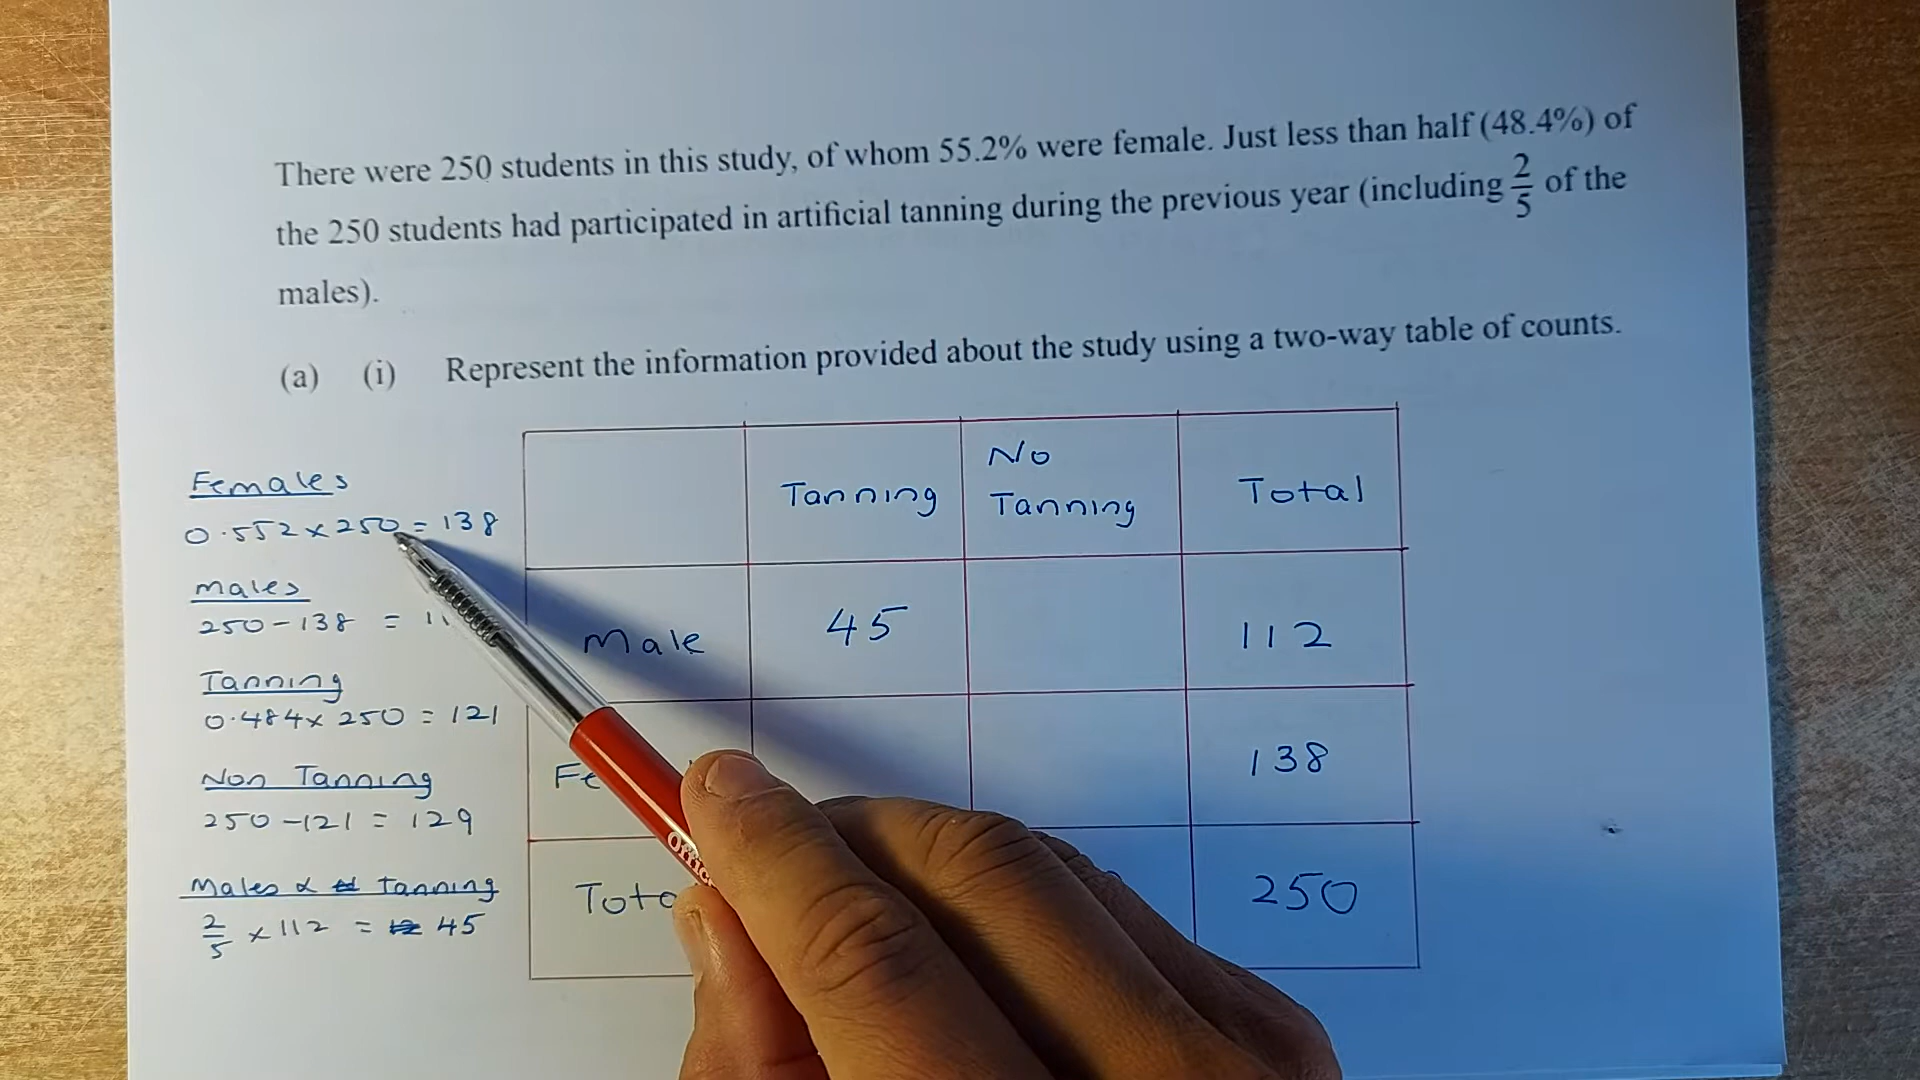 There were 250 students in this study, of whom 55.2% were female. Just less than half (48.4%) of
the 250 students had participated in artificial tanning during the previous year (including 2/5 of the
males).
(a) (i) Represent the information provided about the study using a two-way table of counts.
Females
0.552 x 250 = 138
males
250 - 138 =
Tanning
0.484 x 250 = 121
Non Tanning
250 - 121 = 129
Males & Tanning
2/5 x 112 = 45
Tanning No Tanning Total
Male 45 112
138
250